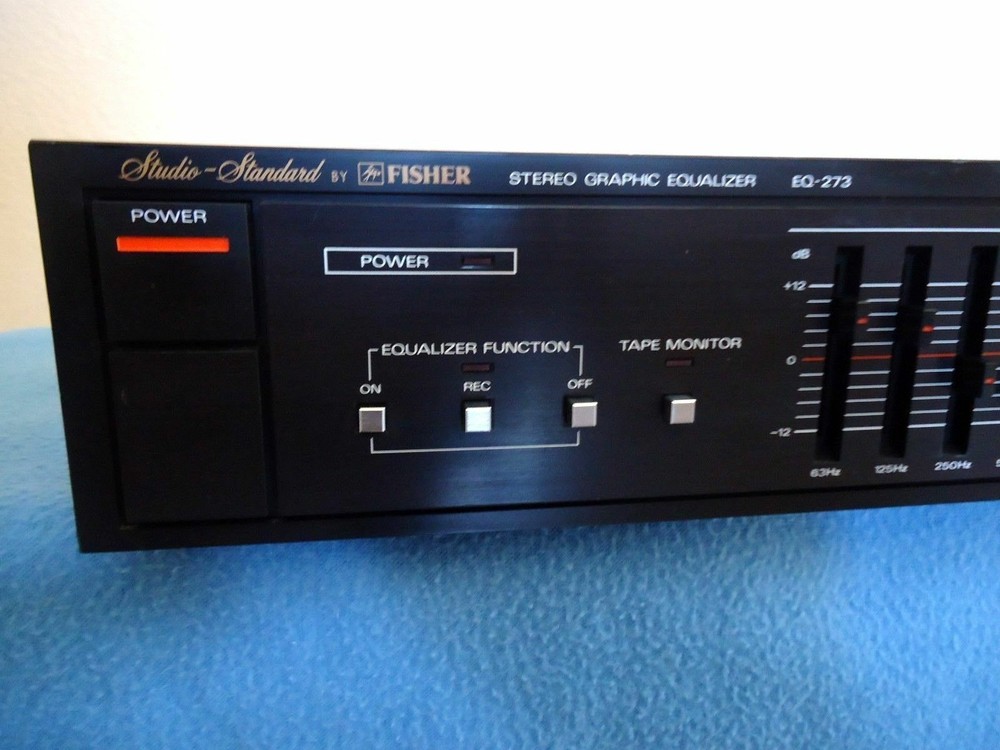 Studio-Standard BY FISHER STEREO GRAPHIC EQUALIZER EQ-273
POWER
POWER
dB
+12
0
-12
EQUALIZER FUNCTION
ON REC OFF
TAPE MONITOR
63Hz 125Hz 250Hz